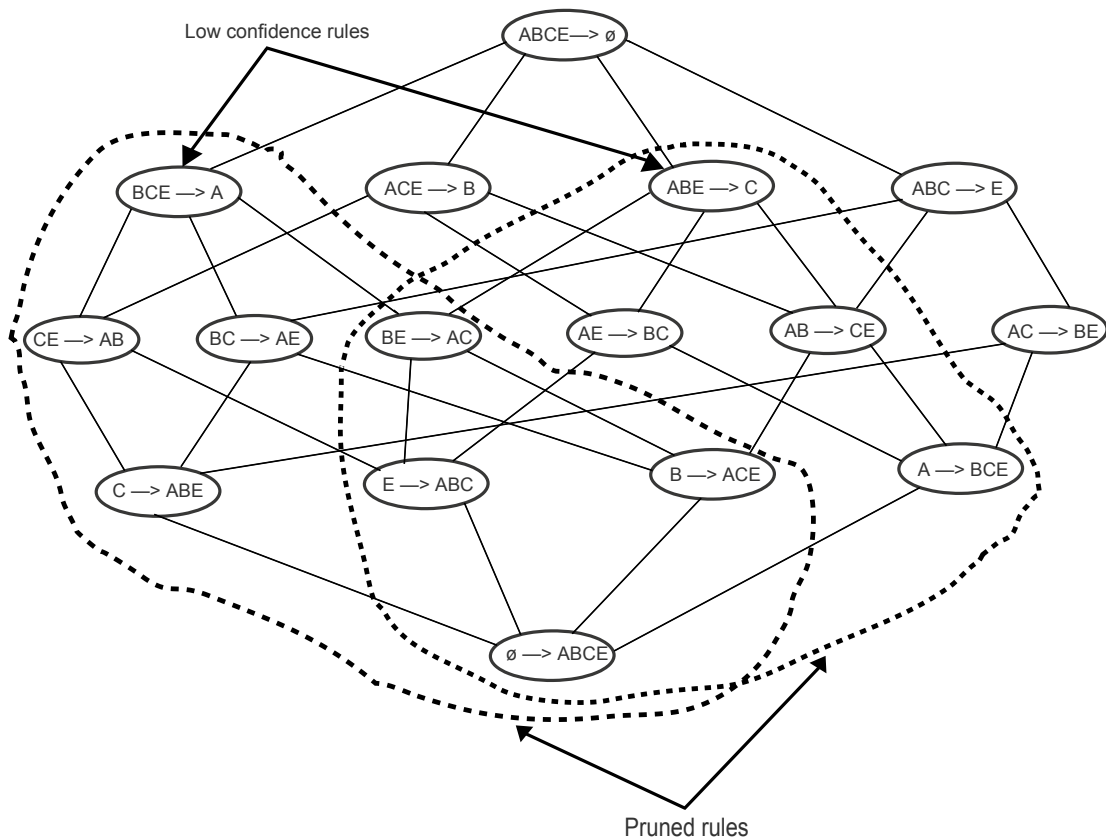 Low confidence rules
ABCE—> ø
BCE —> A
ACE —> B
ABE —> C
ABC —> E
CE —> AB
BC —> AE
BE —> AC
AE —> BC
AB —> CE
AC —> BE
C —> ABE
E —> ABC
B —> ACE
A —> BCE
ø —> ABCE
Pruned rules